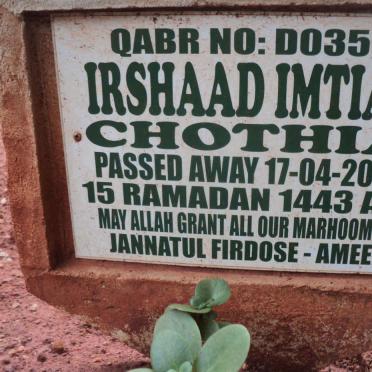 QABR NO: D035
IRSHAAD IMTIA
CHOTHIA
PASSED AWAY 17-04-20
15 RAMADAN 1443 A
MAY ALLAH GRANT ALL OUR MARHOOM
JANNATUL FIRDOSE - AMEE